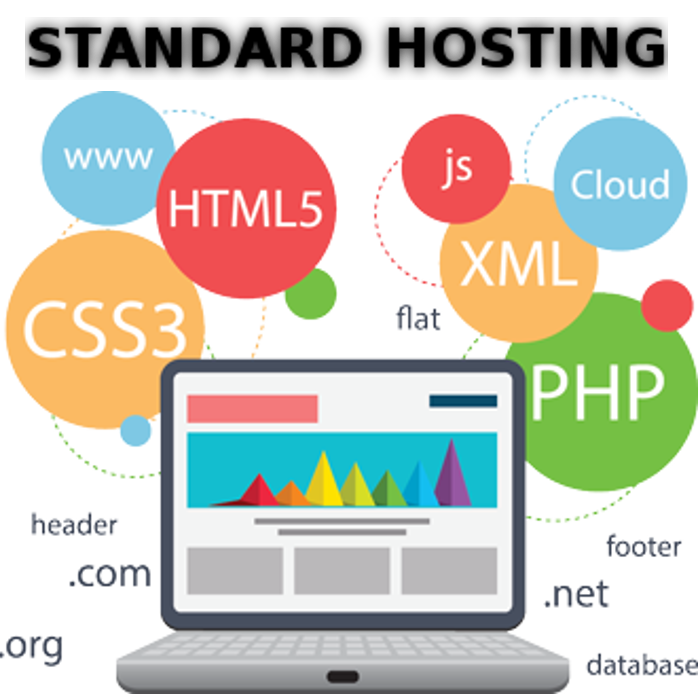 STANDARD HOSTING
www
HTML5
CSS3
js
Cloud
XML
flat
PHP
header
.com
.org
footer
.net
database